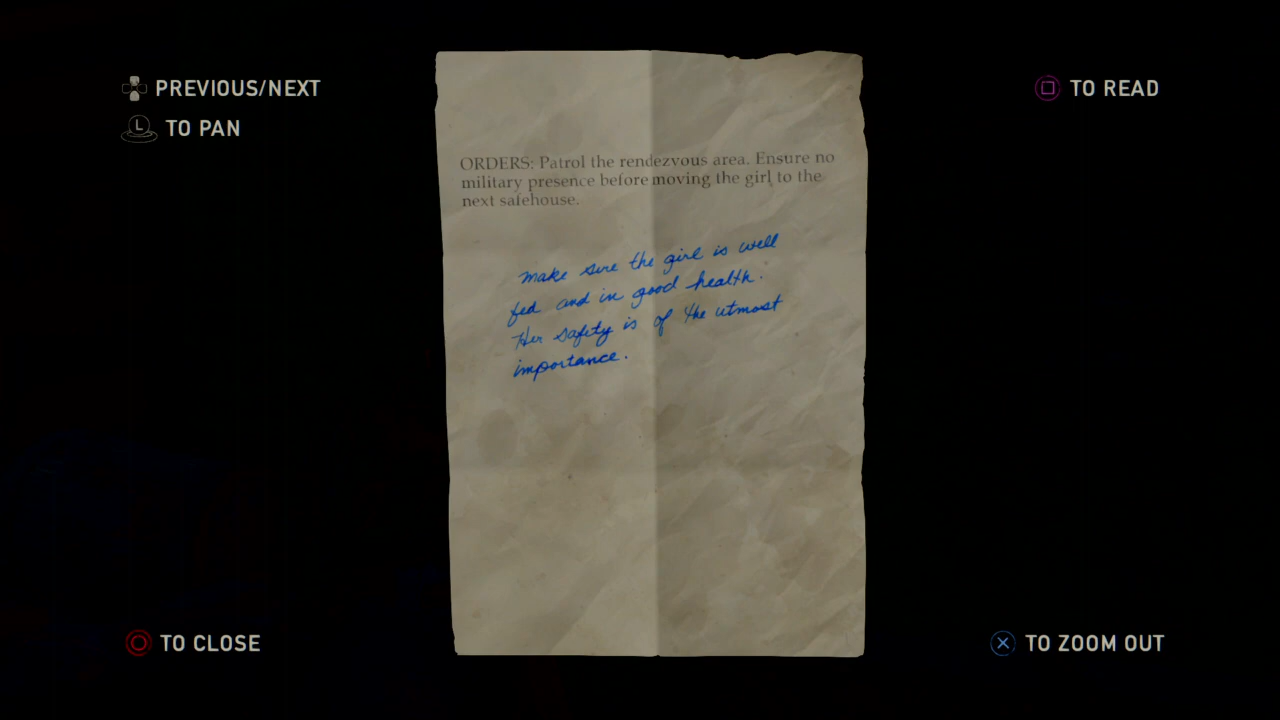 PREVIOUS/NEXT
L TO PAN
TO READ
ORDERS: Patrol the rendezvous area. Ensure no
military presence before moving the girl to the
next safehouse.
Make sure the girl is well
fed and in good health.
Her safety is of the utmost
importance.
TO CLOSE
TO ZOOM OUT